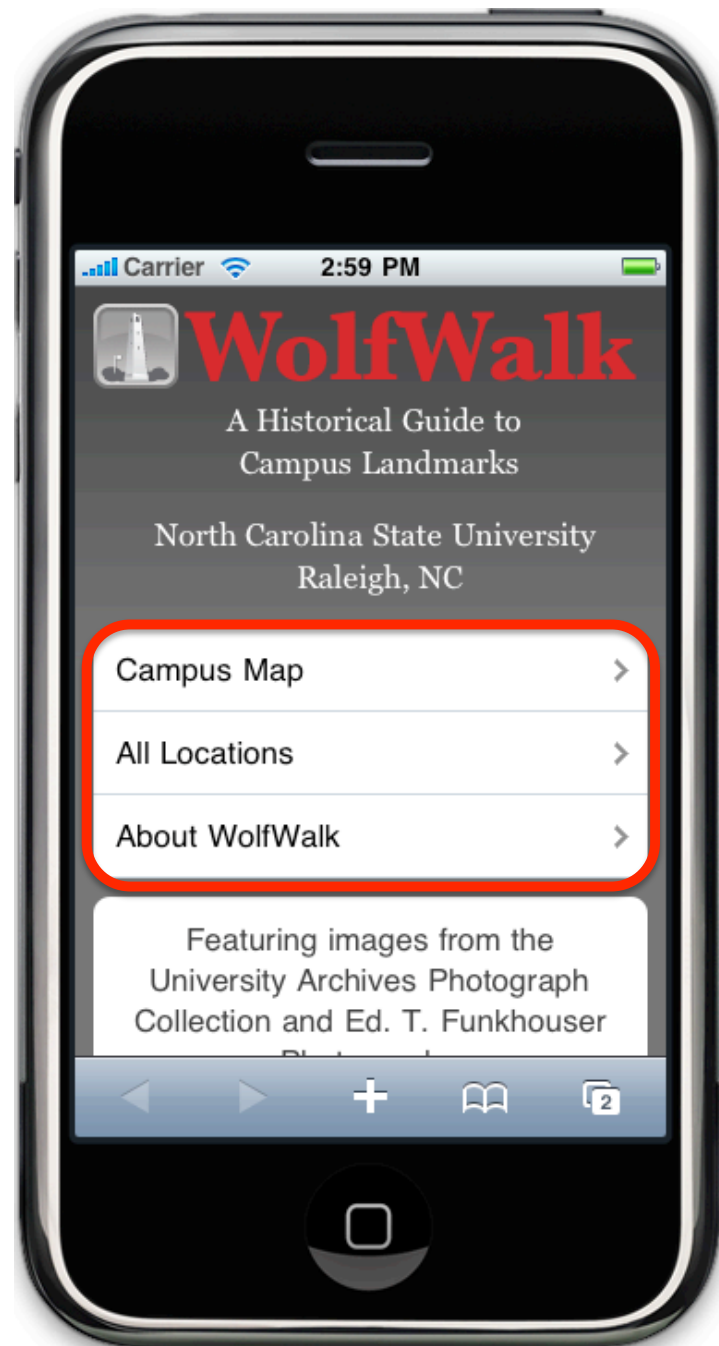 Carrier 2:59 PM
WolfWalk
A Historical Guide to
Campus Landmarks
North Carolina State University
Raleigh, NC
Campus Map
All Locations
About WolfWalk
Featuring images from the
University Archives Photograph
Collection and Ed. T. Funkhouser
2